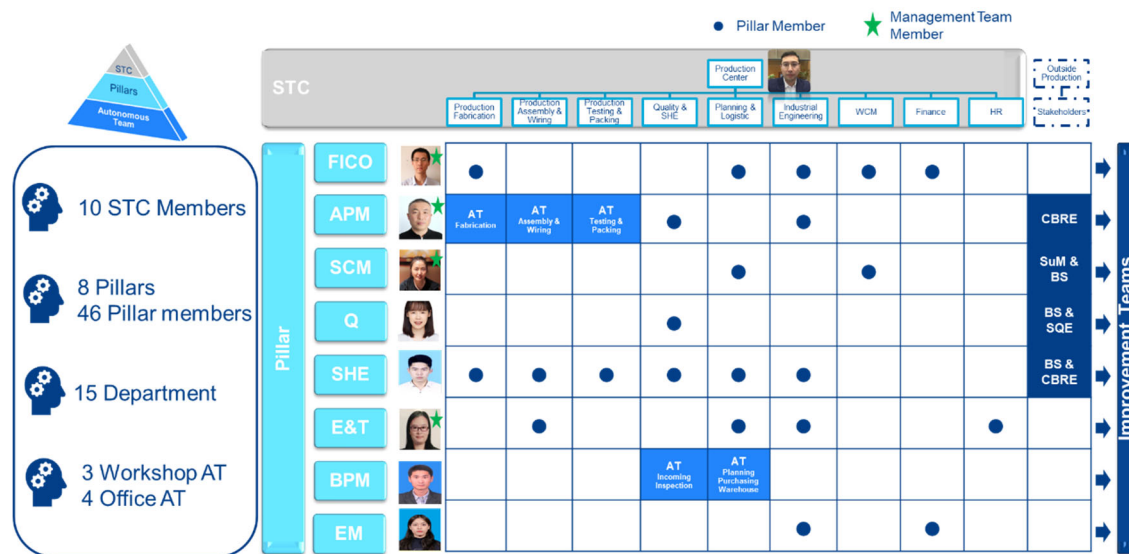 Pillar Member
Management Team
Member
STC
Pillars
Autonomous
Team
STC
Production
Center
Outside
Production
Production
Fabrication
Production
Assembly &
Wiring
Production
Testing &
Packing
Quality &
SHE
Planning &
Logistic
Industrial
Engineering
WCM
Finance
HR
Stakeholders*
10 STC Members
8 Pillars
46 Pillar members
15 Department
3 Workshop AT
4 Office AT
Pillar
FICO
APM
AT
Fabrication
AT
Assembly &
Wiring
AT
Testing &
Packing
CBRE
SCM
SuM &
BS
Q
BS &
SQE
SHE
BS &
CBRE
E&T
BPM
AT
Incoming
Inspection
AT
Planning
Purchasing
Warehouse
EM
Improvement Teams